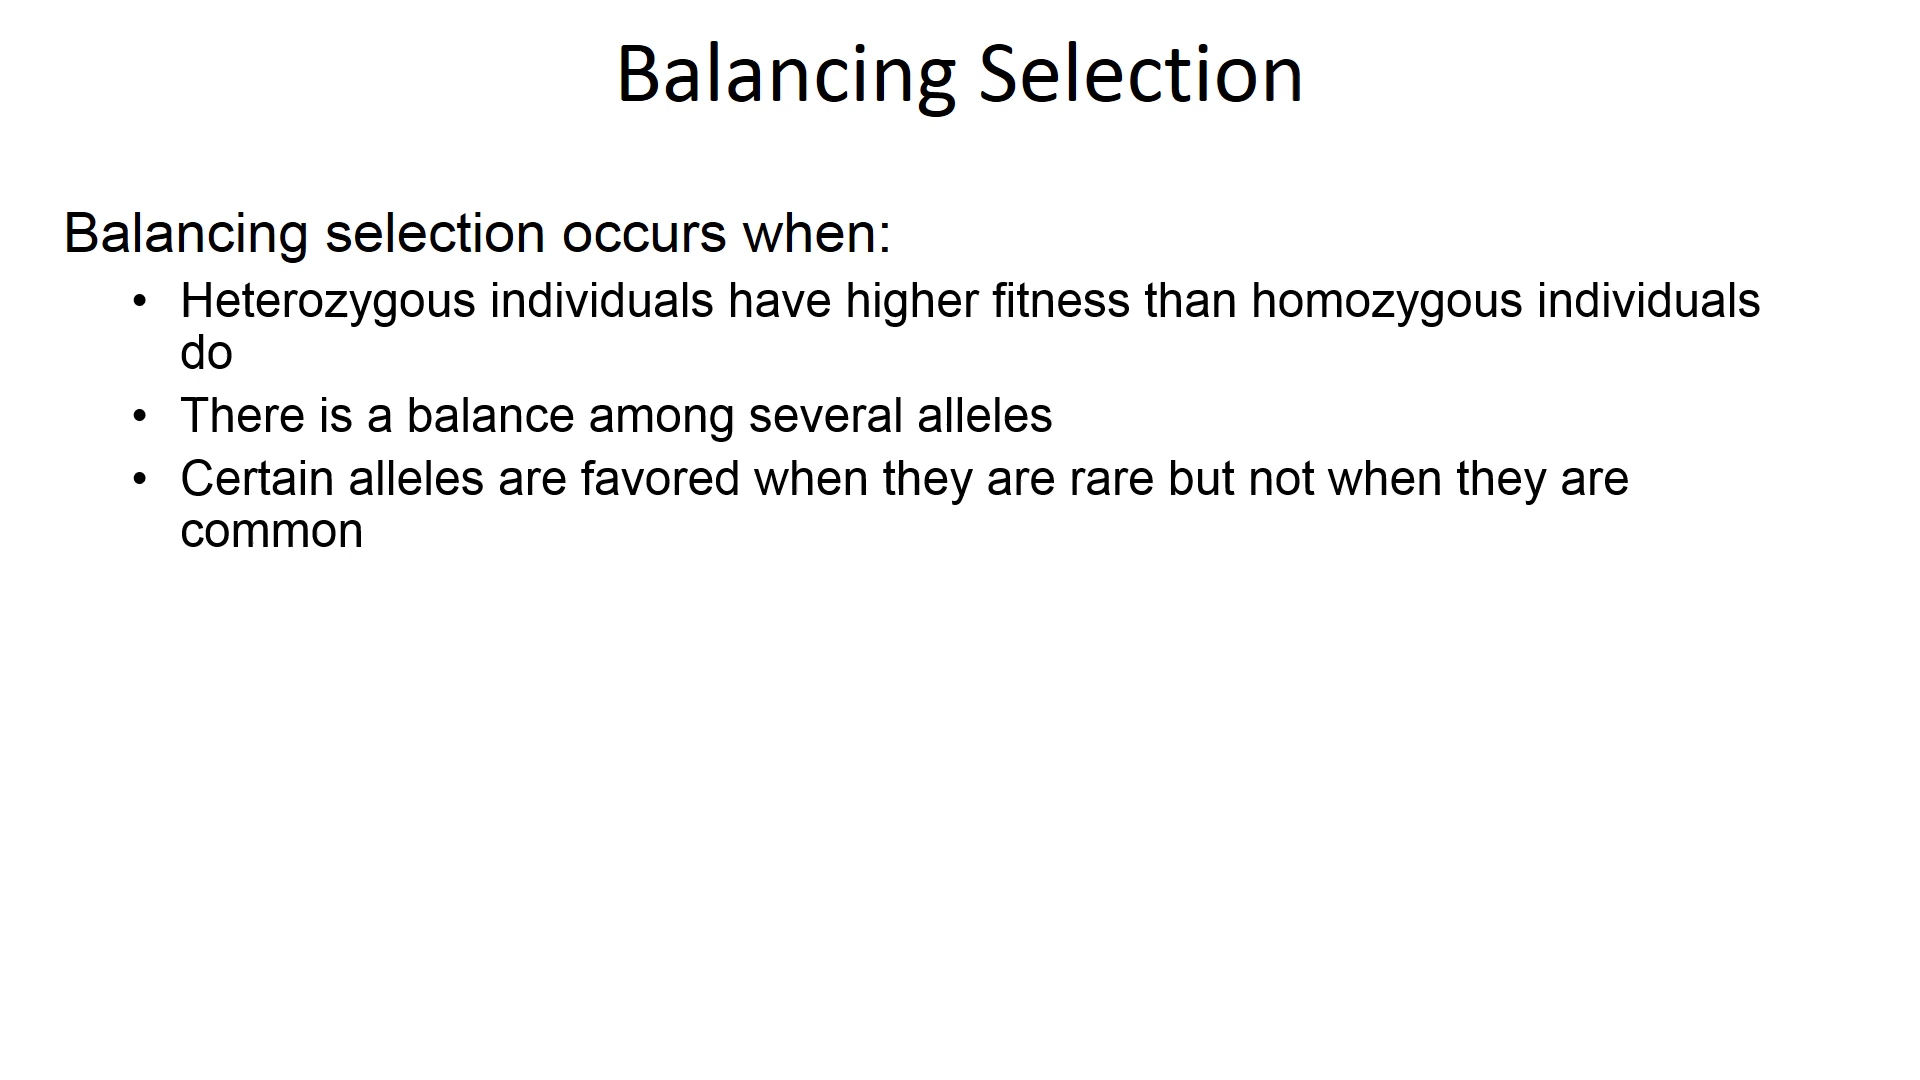 Balancing Selection
Balancing selection occurs when:
• Heterozygous individuals have higher fitness than homozygous individuals
do
• There is a balance among several alleles
• Certain alleles are favored when they are rare but not when they are
common